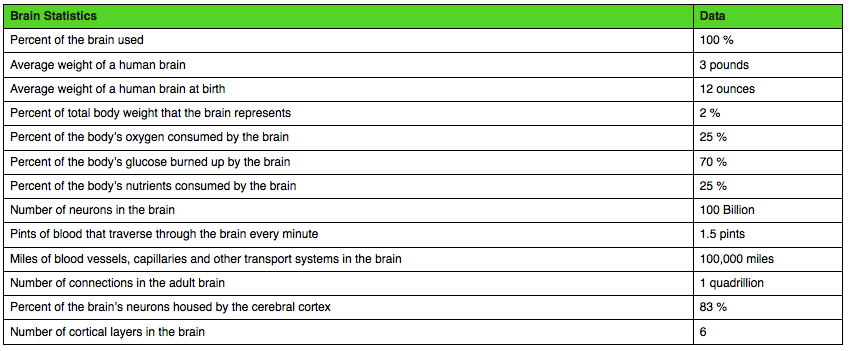 Brain Statistics Data
Percent of the brain used 100 %
Average weight of a human brain 3 pounds
Average weight of a human brain at birth 12 ounces
Percent of total body weight that the brain represents 2 %
Percent of the body’s oxygen consumed by the brain 25 %
Percent of the body’s glucose burned up by the brain 70 %
Percent of the body’s nutrients consumed by the brain 25 %
Number of neurons in the brain 100 Billion
Pints of blood that traverse through the brain every minute 1.5 pints
Miles of blood vessels, capillaries and other transport systems in the brain 100,000 miles
Number of connections in the adult brain 1 quadrillion
Percent of the brain’s neurons housed by the cerebral cortex 83 %
Number of cortical layers in the brain 6